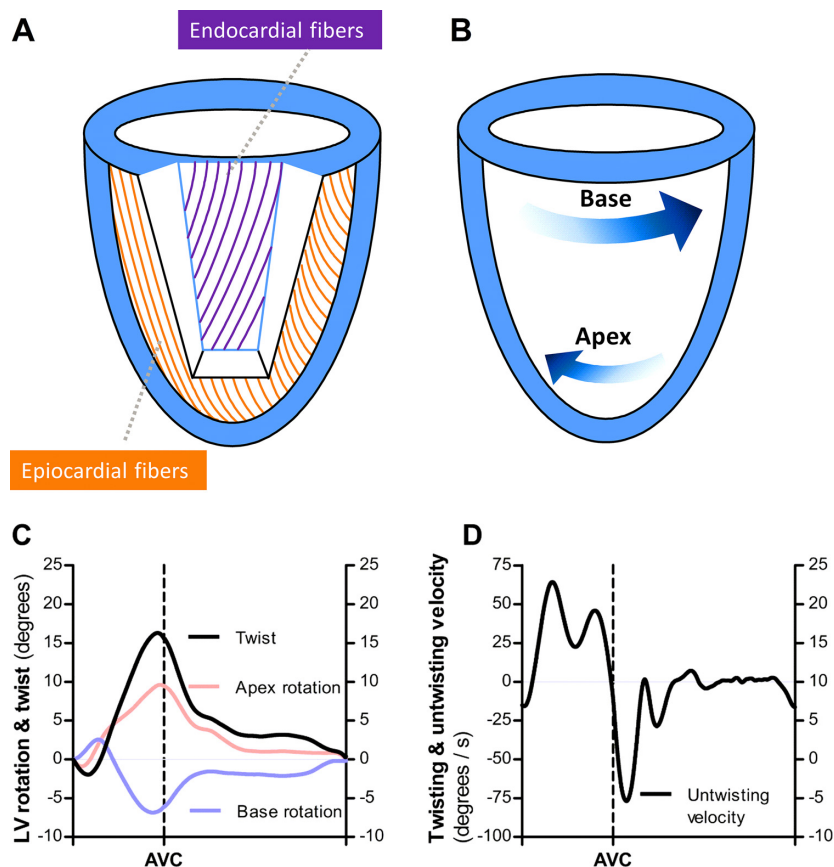 A
Endocardial fibers
B
Base
Apex
Epiocardial fibers
C
LV rotation & twist (degrees)
25
20
15
10
5
0
-5
-10
25
20
15
10
5
0
-5
-10
Twist
Apex rotation
Base rotation
AVC
D
Twisting & untwisting velocity
(degrees / s)
75
50
25
0
-25
-50
-75
-100
25
20
15
10
5
0
-5
-10
Untwisting
velocity
AVC